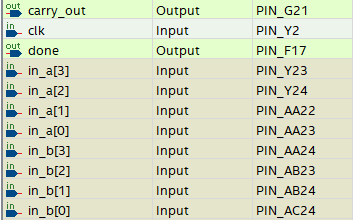 out carry_out Output PIN_G21
in clk Input PIN_Y2
out done Output PIN_F17
in in_a[3] Input PIN_Y23
in in_a[2] Input PIN_Y24
in in_a[1] Input PIN_AA22
in in_a[0] Input PIN_AA23
in in_b[3] Input PIN_AA24
in in_b[2] Input PIN_AB23
in in_b[1] Input PIN_AB24
in in_b[0] Input PIN_AC24